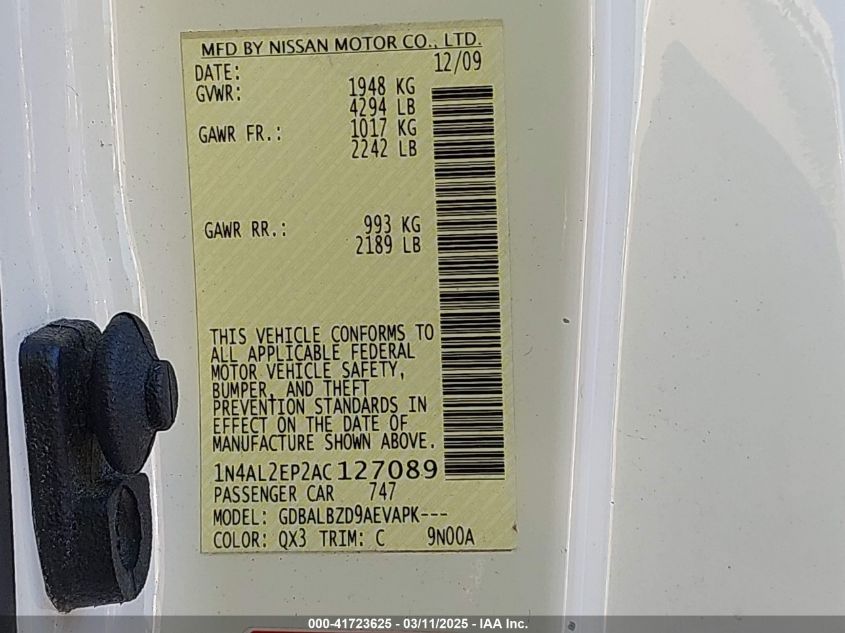 MFD BY NISSAN MOTOR CO., LTD.
DATE: 12/09
GVWR: 1948 KG
4294 LB
GAWR FR.: 1017 KG
2242 LB
GAWR RR.: 993 KG
2189 LB
THIS VEHICLE CONFORMS TO
ALL APPLICABLE FEDERAL
MOTOR VEHICLE SAFETY,
BUMPER, AND THEFT
PREVENTION STANDARDS IN
EFFECT ON THE DATE OF
MANUFACTURE SHOWN ABOVE.
1N4AL2EP2AC127089
PASSENGER CAR 747
MODEL: GDBALBZD9AEVAPK---
COLOR: QX3 TRIM: C 9N00A
000-41723625 - 03/11/2025 - IAA Inc.